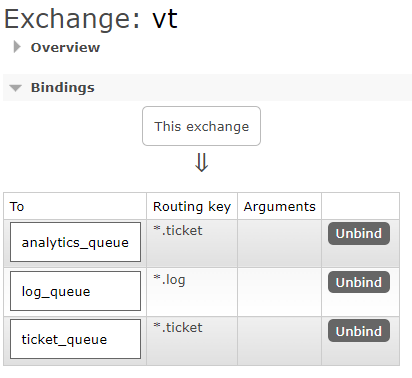 Exchange: vt
Overview
Bindings
This exchange
⇓
To Routing key Arguments
analytics_queue *.ticket Unbind
log_queue *.log Unbind
ticket_queue *.ticket Unbind